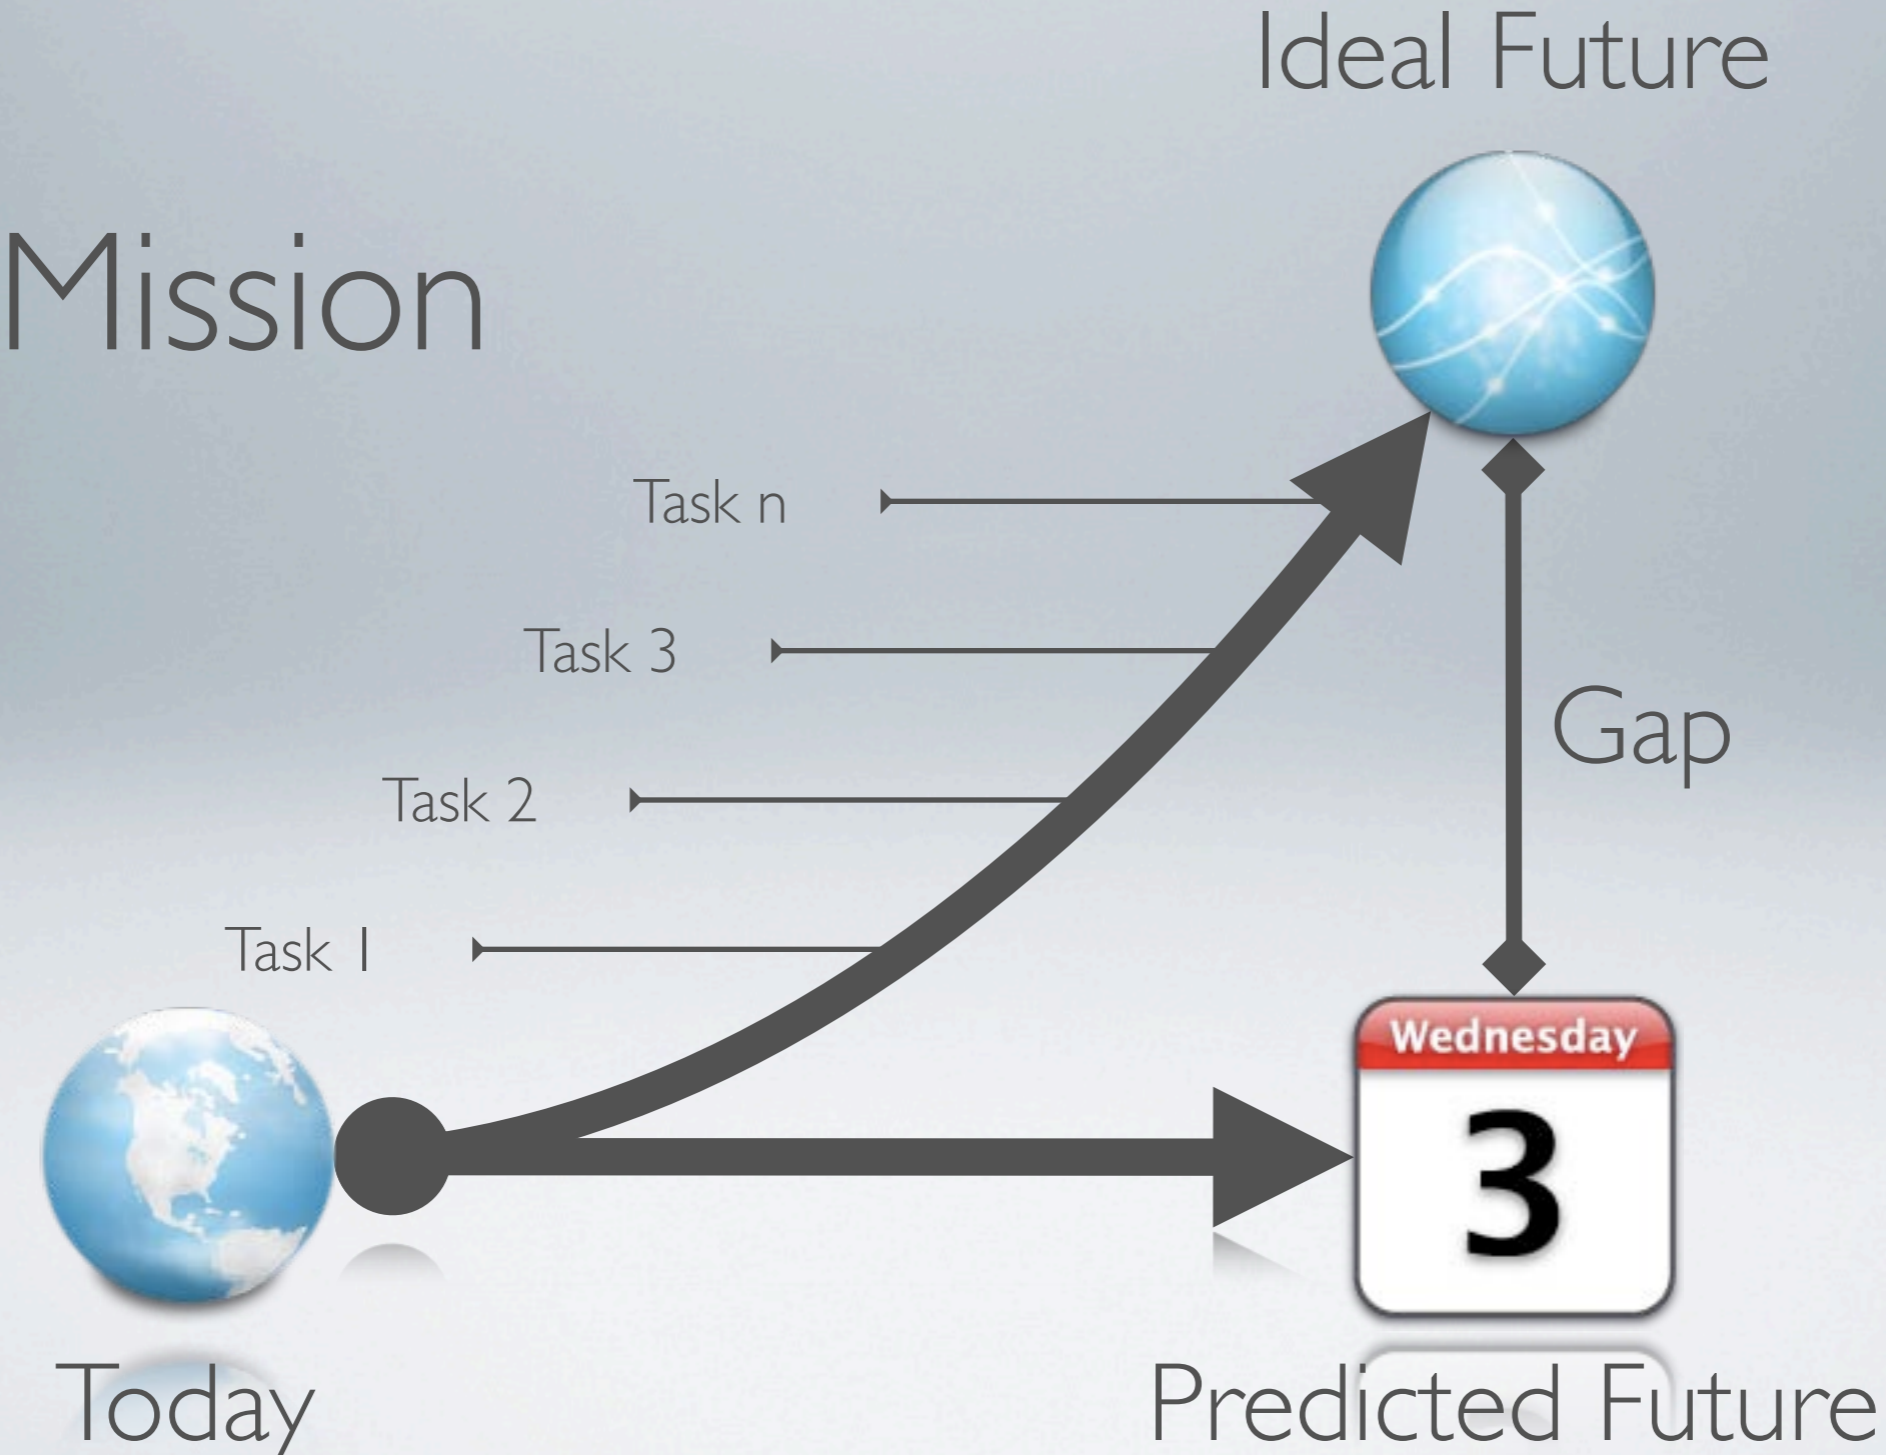 Ideal Future
Mission
Task n
Task 3
Gap
Task 2
Task 1
Wednesday
3
Today
Predicted Future